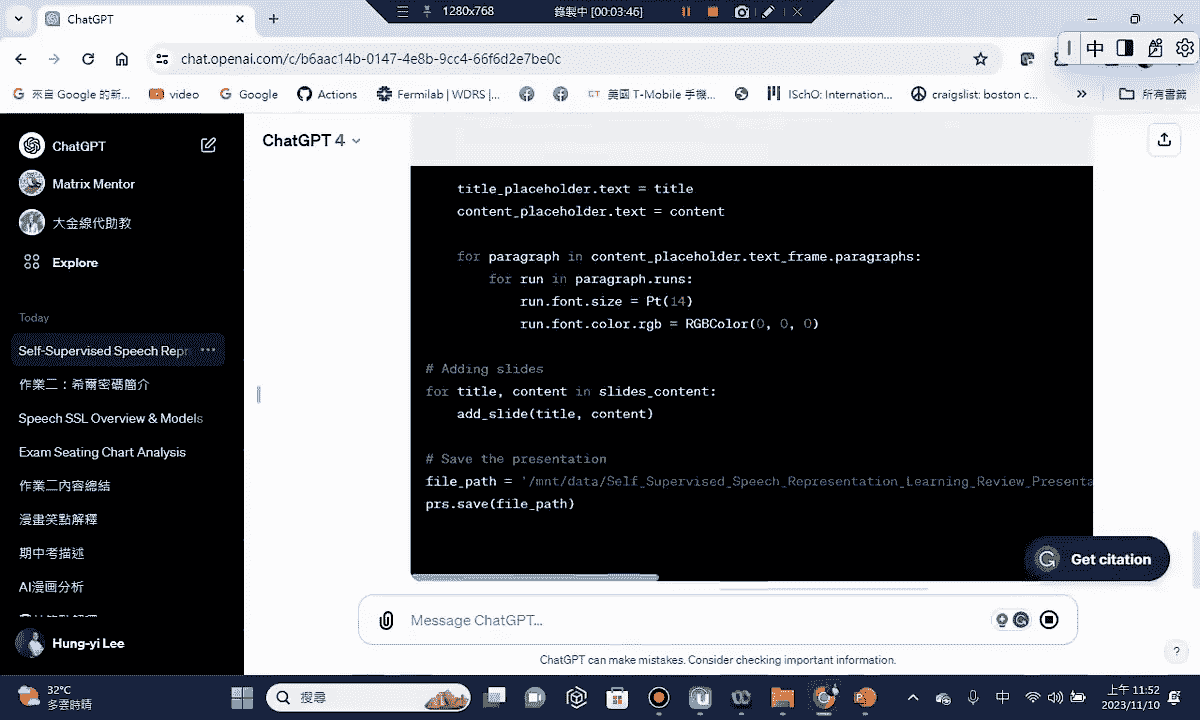 1280x768
錄製中 [00:03:46]
ChatGPT
中
chat.openai.com/c/b6aac14b-0147-4e8b-9cc4-66f6d2e7be0c
來自 Google 的新...
video
Google
Actions
Fermilab | WDRS |...
美國 T-Mobile 手機...
ISchO: Internation...
craigslist: boston c...
所有書籤
ChatGPT
Matrix Mentor
大金線代助教
Explore
Today
Self-Supervised Speech Repr
作業二：希爾密碼簡介
Speech SSL Overview & Models
Exam Seating Chart Analysis
作業二內容總結
漫畫笑點解釋
期中考描述
AI漫画分析
Hung-yi Lee
ChatGPT 4
title_placeholder.text = title
content_placeholder.text = content
for paragraph in content_placeholder.text_frame.paragraphs:
for run in paragraph.runs:
run.font.size = Pt(14)
run.font.color.rgb = RGBColor(0, 0, 0)
# Adding slides
for title, content in slides_content:
add_slide(title, content)
# Save the presentation
file_path = '/mnt/data/Self_Supervised_Speech_Representation_Learning_Review_Presenta
prs.save(file_path)
Get citation
Message ChatGPT...
ChatGPT can make mistakes. Consider checking important information.
?
32°C
多雲時晴
搜尋
中
上午 11:52
2023/11/10